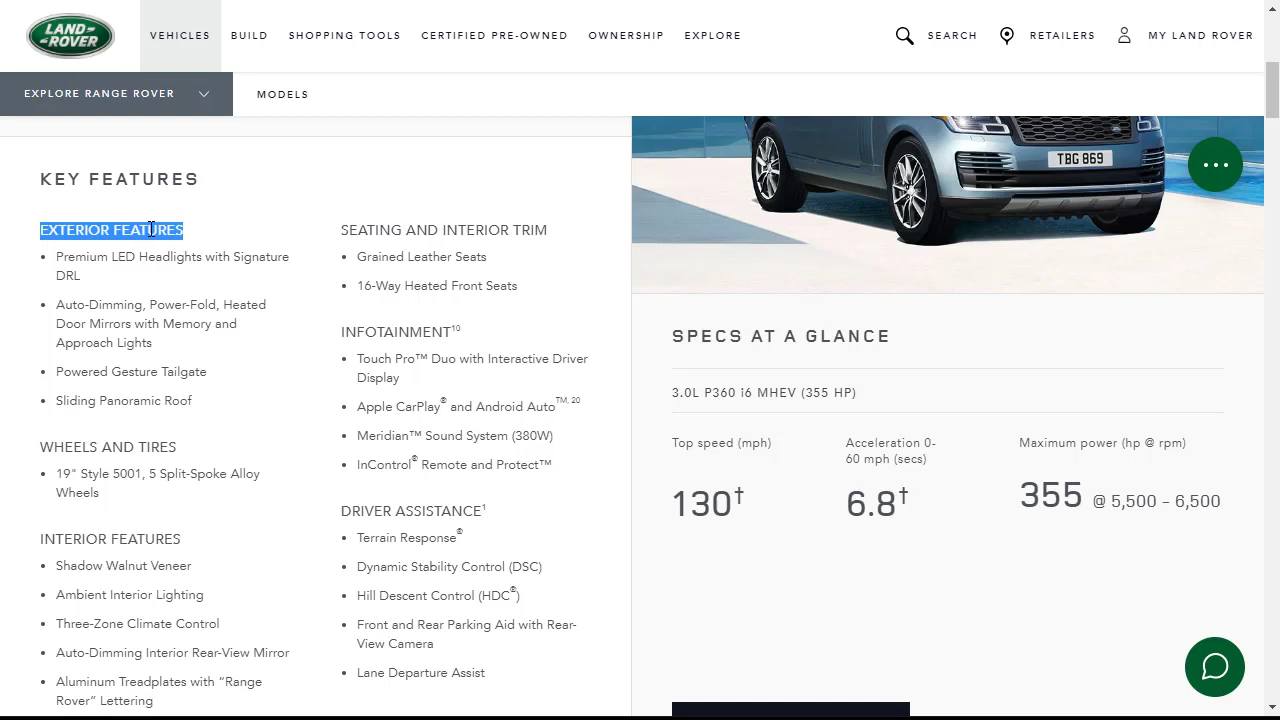 LAND-
ROVER
VEHICLES
BUILD
SHOPPING TOOLS
CERTIFIED PRE-OWNED
OWNERSHIP
EXPLORE
SEARCH
RETAILERS
MY LAND ROVER
EXPLORE RANGE ROVER
MODELS
KEY FEATURES
EXTERIOR FEATURES
• Premium LED Headlights with Signature
DRL
• Auto-Dimming, Power-Fold, Heated
Door Mirrors with Memory and
Approach Lights
• Powered Gesture Tailgate
• Sliding Panoramic Roof
WHEELS AND TIRES
• 19" Style 5001, 5 Split-Spoke Alloy
Wheels
INTERIOR FEATURES
• Shadow Walnut Veneer
• Ambient Interior Lighting
• Three-Zone Climate Control
• Auto-Dimming Interior Rear-View Mirror
• Aluminum Treadplates with “Range
Rover” Lettering
SEATING AND INTERIOR TRIM
• Grained Leather Seats
• 16-Way Heated Front Seats
INFOTAINMENT10
• Touch Pro™ Duo with Interactive Driver
Display
• Apple CarPlay® and Android Auto™, 20
• Meridian™ Sound System (380W)
• InControl® Remote and Protect™
DRIVER ASSISTANCE1
• Terrain Response®
• Dynamic Stability Control (DSC)
• Hill Descent Control (HDC®)
• Front and Rear Parking Aid with Rear-
View Camera
• Lane Departure Assist
TBG 869
SPECS AT A GLANCE
3.0L P360 i6 MHEV (355 HP)
Top speed (mph)
130†
Acceleration 0-
60 mph (secs)
6.8†
Maximum power (hp @ rpm)
355 @ 5,500 – 6,500